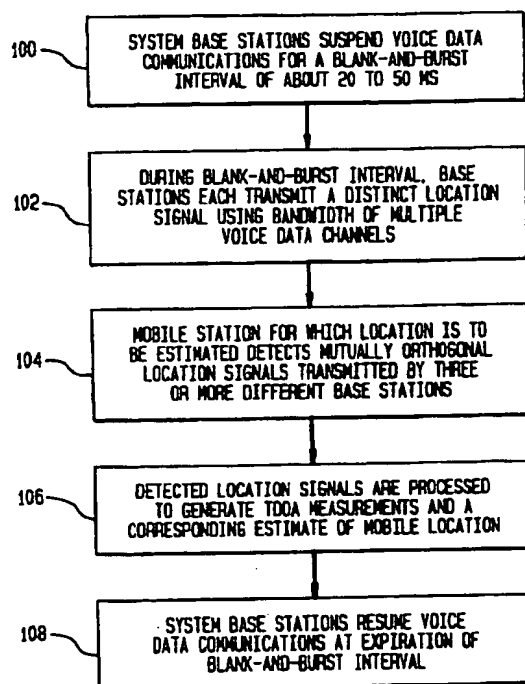 100
SYSTEM BASE STATIONS SUSPEND VOICE DATA
COMMUNICATIONS FOR A BLANK-AND-BURST
INTERVAL OF ABOUT 20 TO 50 MS
102
DURING BLANK-AND-BURST INTERVAL, BASE
STATIONS EACH TRANSMIT A DISTINCT LOCATION
SIGNAL USING BANDWIDTH OF MULTIPLE
VOICE DATA CHANNELS
104
MOBILE STATION FOR WHICH LOCATION IS TO
BE ESTIMATED DETECTS MUTUALLY ORTHOGONAL
LOCATION SIGNALS TRANSMITTED BY THREE
OR MORE DIFFERENT BASE STATIONS
106
DETECTED LOCATION SIGNALS ARE PROCESSED
TO GENERATE TDOA MEASUREMENTS AND A
CORRESPONDING ESTIMATE OF MOBILE LOCATION
108
SYSTEM BASE STATIONS RESUME VOICE
DATA COMMUNICATIONS AT EXPIRATION OF
BLANK-AND-BURST INTERVAL